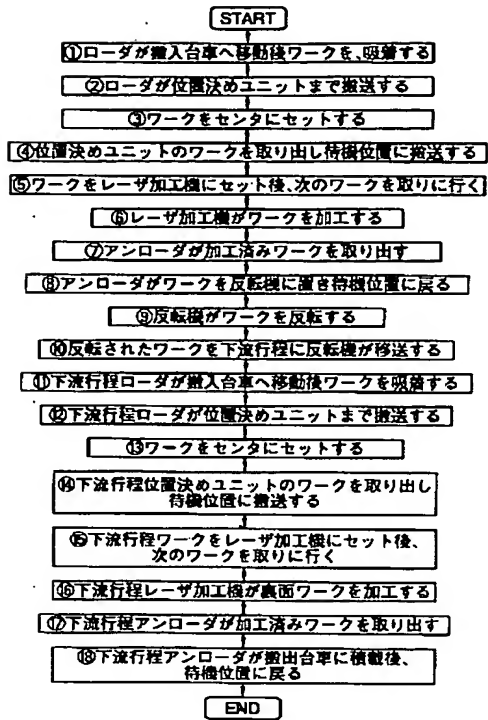 START
①ローダが搬入台車へ移動後ワークを、吸着する
②ローダが位置決めユニットまで搬送する
③ワークをセンタにセットする
④位置決めユニットのワークを取り出し待機位置に搬送する
⑤ワークをレーザ加工機にセット後、次のワークを取りに行く
⑥レーザ加工機がワークを加工する
⑦アンローダが加工済みワークを取り出す
⑧アンローダがワークを反転機に置き待機位置に戻る
⑨反転機がワークを反転する
⑩反転されたワークを下流行程に反転機が移送する
⑪下流行程ローダが搬入台車へ移動後ワークを吸着する
⑫下流行程ローダが位置決めユニットまで搬送する
⑬ワークをセンタにセットする
⑭下流行程位置決めユニットのワークを取り出し
待機位置に搬送する
⑮下流行程ワークをレーザ加工機にセット後、
次のワークを取りに行く
⑯下流行程レーザ加工機が裏面ワークを加工する
⑰下流行程アンローダが加工済みワークを取り出す
⑱下流行程アンローダが搬出台車に積載後、
待機位置に戻る
END